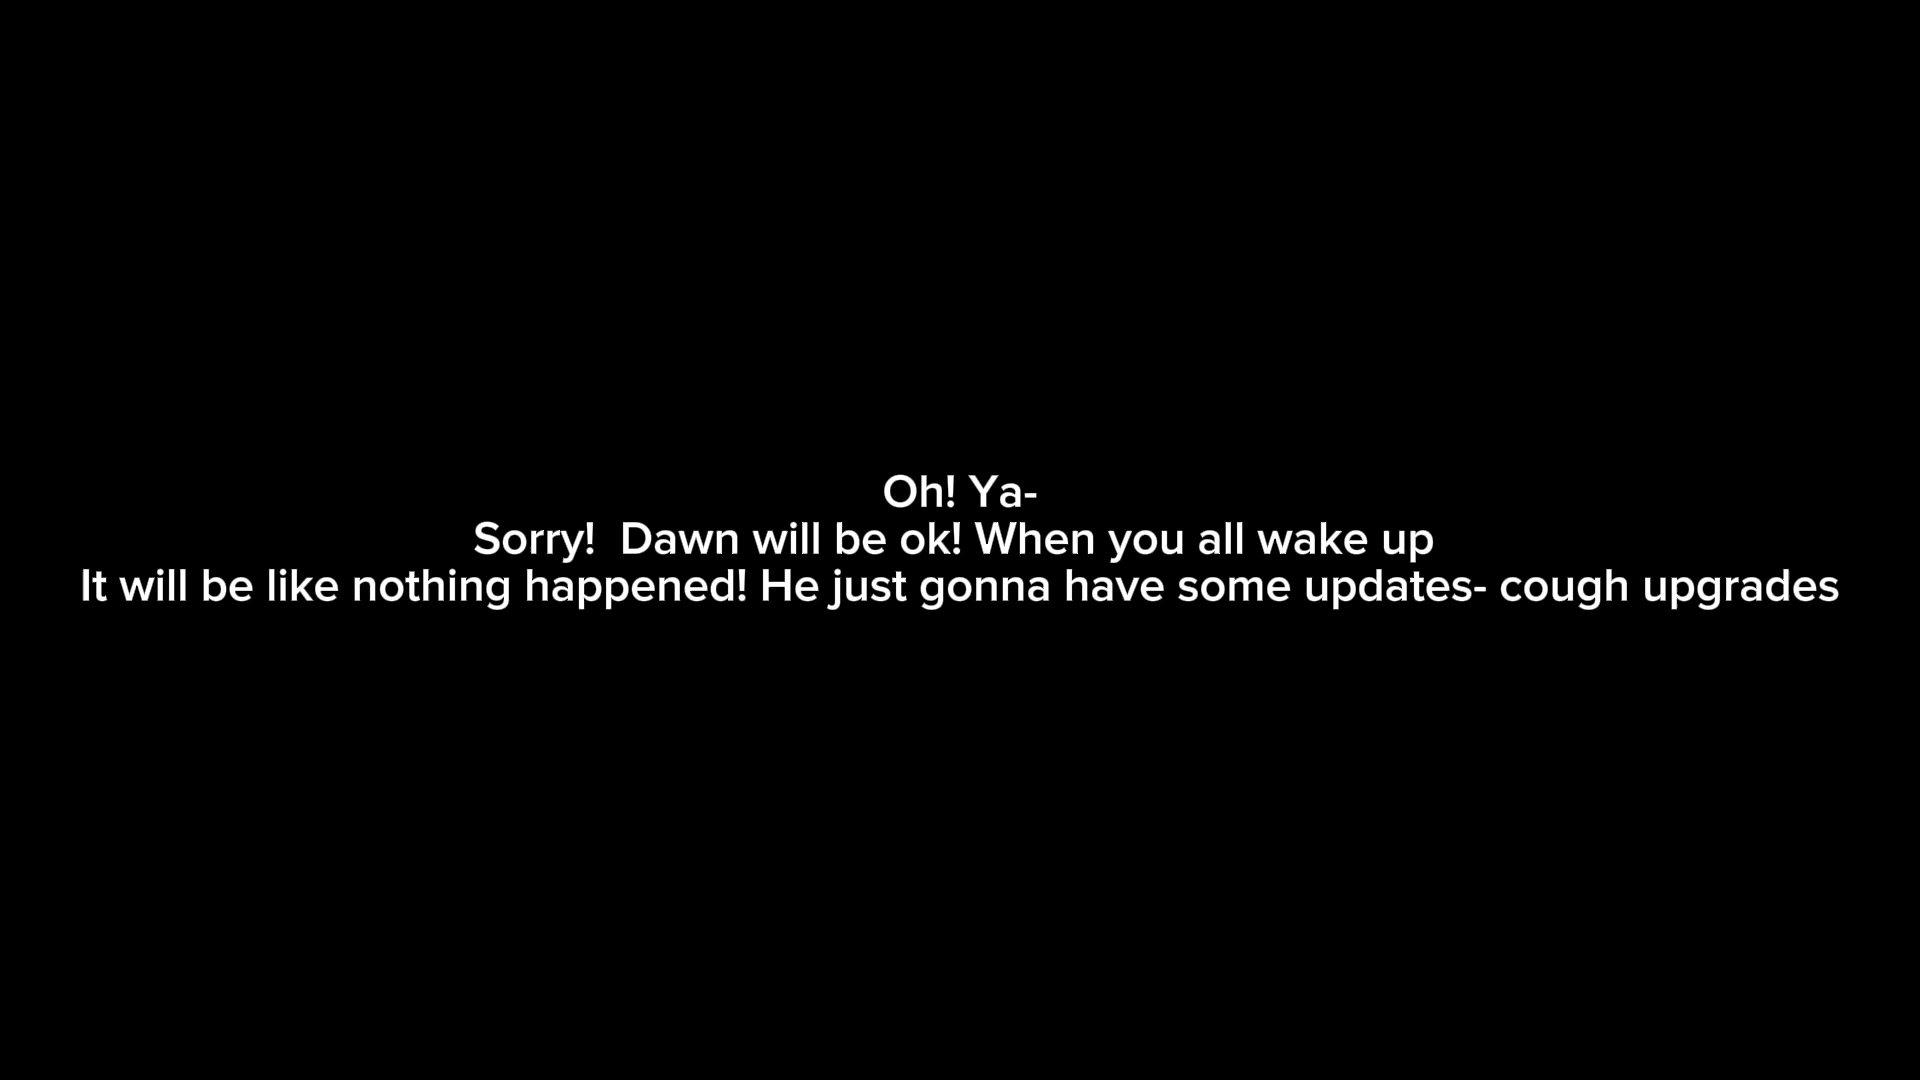 Oh! Ya-
Sorry!  Dawn will be ok! When you all wake up
It will be like nothing happened! He just gonna have some updates- cough upgrades